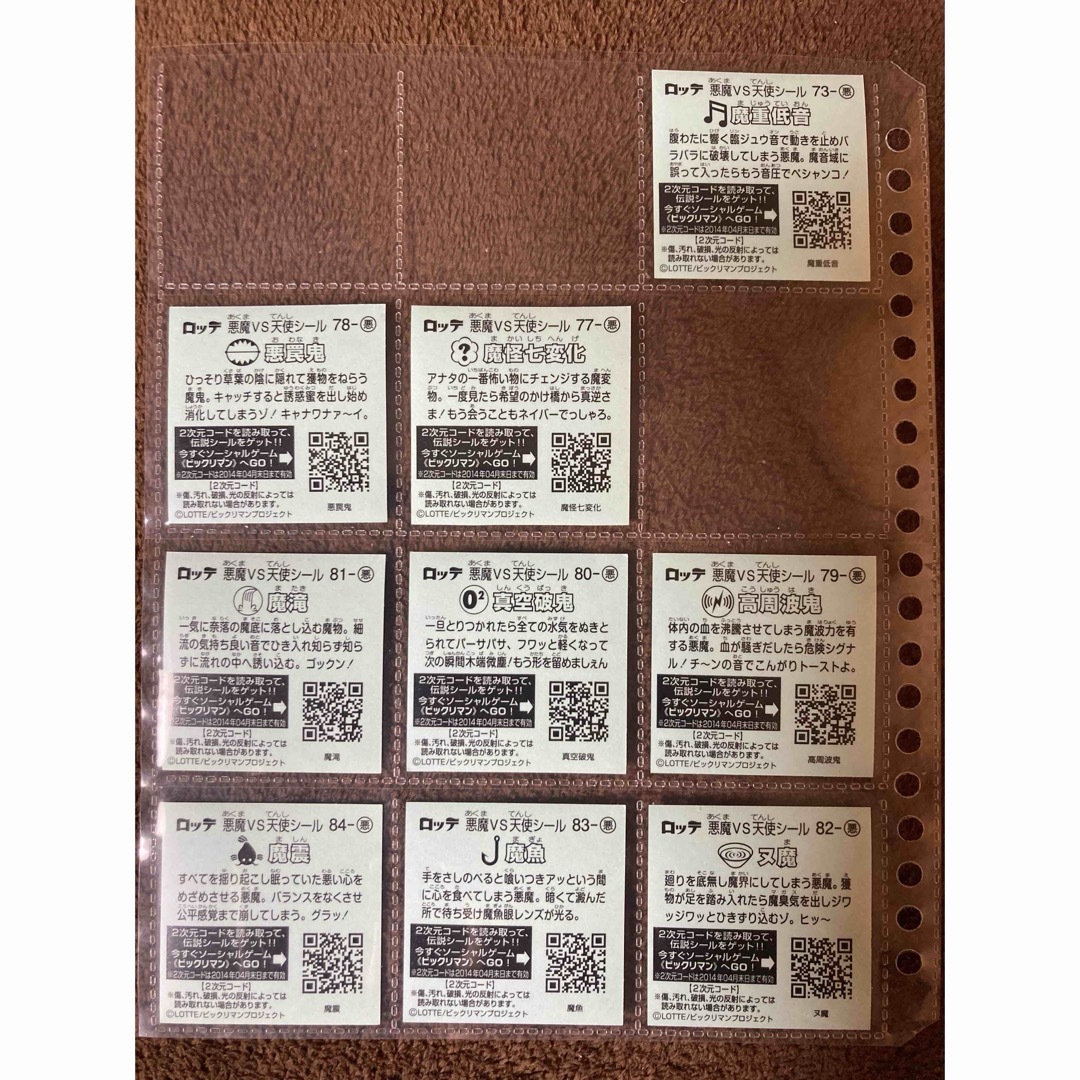 ロッテ 悪魔VS天使シール 73-悪
魔重低音
腹わたに響く臨ジュウ音で動きを止めバ
ラバラに破壊してしまう悪魔。魔音域に
誤って入ったらもう音圧でペシャンコ!
2次元コードを読み取って、
伝説シールをゲット!!
今すぐソーシャルゲーム
《ビックリマン》へGO!
※2次元コードは2014年04月末日まで有効
【2次元コード】
※傷、汚れ、破損、光の反射によっては
読み取れない場合があります。
©LOTTE/ビックリマンプロジェクト
魔重低音
ロッテ 悪魔VS天使シール 78-悪
悪罠鬼
ひっそり草葉の陰に隠れて獲物をねらう
魔鬼。キャッチすると誘惑蜜を出し始め
消化してしまうゾ!キャナワナァ〜イ。
2次元コードを読み取って、
伝説シールをゲット!!
今すぐソーシャルゲーム
《ビックリマン》へGO!
※2次元コードは2014年04月末日まで有効
【2次元コード】
※傷、汚れ、破損、光の反射によっては
読み取れない場合があります。
©LOTTE/ビックリマンプロジェクト
悪罠鬼
ロッテ 悪魔VS天使シール 77-悪
魔怪七変化
アナタの一番怖い物にチェンジする魔変
物。一度見たら希望のかけ橋から真逆さ
ま!もう会うこともネイバーでっしゃろ。
2次元コードを読み取って、
伝説シールをゲット!!
今すぐソーシャルゲーム
《ビックリマン》へGO!
※2次元コードは2014年04月末日まで有効
【2次元コード】
※傷、汚れ、破損、光の反射によっては
読み取れない場合があります。
©LOTTE/ビックリマンプロジェクト
魔怪七変化
ロッテ 悪魔VS天使シール 81-悪
魔滝
一気に奈落の魔底に落とし込む魔物。細
流の気持ち良い音でひき入れ知らず知ら
ずに流れの中へ誘い込む。ゴックン!
2次元コードを読み取って、
伝説シールをゲット!!
今すぐソーシャルゲーム
《ビックリマン》へGO!
※2次元コードは2014年04月末日まで有効
【2次元コード】
※傷、汚れ、破損、光の反射によっては
読み取れない場合があります。
©LOTTE/ビックリマンプロジェクト
魔滝
ロッテ 悪魔VS天使シール 80-悪
O2 真空破鬼
一旦とりつかれたら全ての水気をぬきと
られてパーサパサ、フワッと軽くなって
次の瞬間木端微塵!もう形を留めましぇん
2次元コードを読み取って、
伝説シールをゲット!!
今すぐソーシャルゲーム
《ビックリマン》へGO!
※2次元コードは2014年04月末日まで有効
【2次元コード】
※傷、汚れ、破損、光の反射によっては
読み取れない場合があります。
©LOTTE/ビックリマンプロジェクト
真空破鬼
ロッテ 悪魔VS天使シール 79-悪
高周波鬼
体内の血を沸騰させてしまう魔波力を有
する悪魔。血が騒ぎだしたら危険シグナ
ル!チ〜ンの音でこんがりトーストよ。
2次元コードを読み取って、
伝説シールをゲット!!
今すぐソーシャルゲーム
《ビックリマン》へGO!
※2次元コードは2014年04月末日まで有効
【2次元コード】
※傷、汚れ、破損、光の反射によっては
読み取れない場合があります。
©LOTTE/ビックリマンプロジェクト
高周波鬼
ロッテ 悪魔VS天使シール 84-悪
魔震
すべてを揺り起こし眠っていた悪い心を
めざめさせる悪魔。バランスをなくさせ
公平感覚まで崩してしまう。グラッ!
2次元コードを読み取って、
伝説シールをゲット!!
今すぐソーシャルゲーム
《ビックリマン》へGO!
※2次元コードは2014年04月末日まで有効
【2次元コード】
※傷、汚れ、破損、光の反射によっては
読み取れない場合があります。
©LOTTE/ビックリマンプロジェクト
魔震
ロッテ 悪魔VS天使シール 83-悪
魔魚
手をさしのべると喰いつきアッという間
に心を食べてしまう悪魔。暗くて澱んだ
所で待ち受け魔魚眼レンズが光る。
2次元コードを読み取って、
伝説シールをゲット!!
今すぐソーシャルゲーム
《ビックリマン》へGO!
※2次元コードは2014年04月末日まで有効
【2次元コード】
※傷、汚れ、破損、光の反射によっては
読み取れない場合があります。
©LOTTE/ビックリマンプロジェクト
魔魚
ロッテ 悪魔VS天使シール 82-悪
ヌ魔
廻りを底無し魔界にしてしまう悪魔。獲
物が足を踏み入れたら魔臭気を出しジワ
ッジワッとひきずり込むゾ。ヒッ〜
2次元コードを読み取って、
伝説シールをゲット!!
今すぐソーシャルゲーム
《ビックリマン》へGO!
※2次元コードは2014年04月末日まで有効
【2次元コード】
※傷、汚れ、破損、光の反射によっては
読み取れない場合があります。
©LOTTE/ビックリマンプロジェクト
ヌ魔